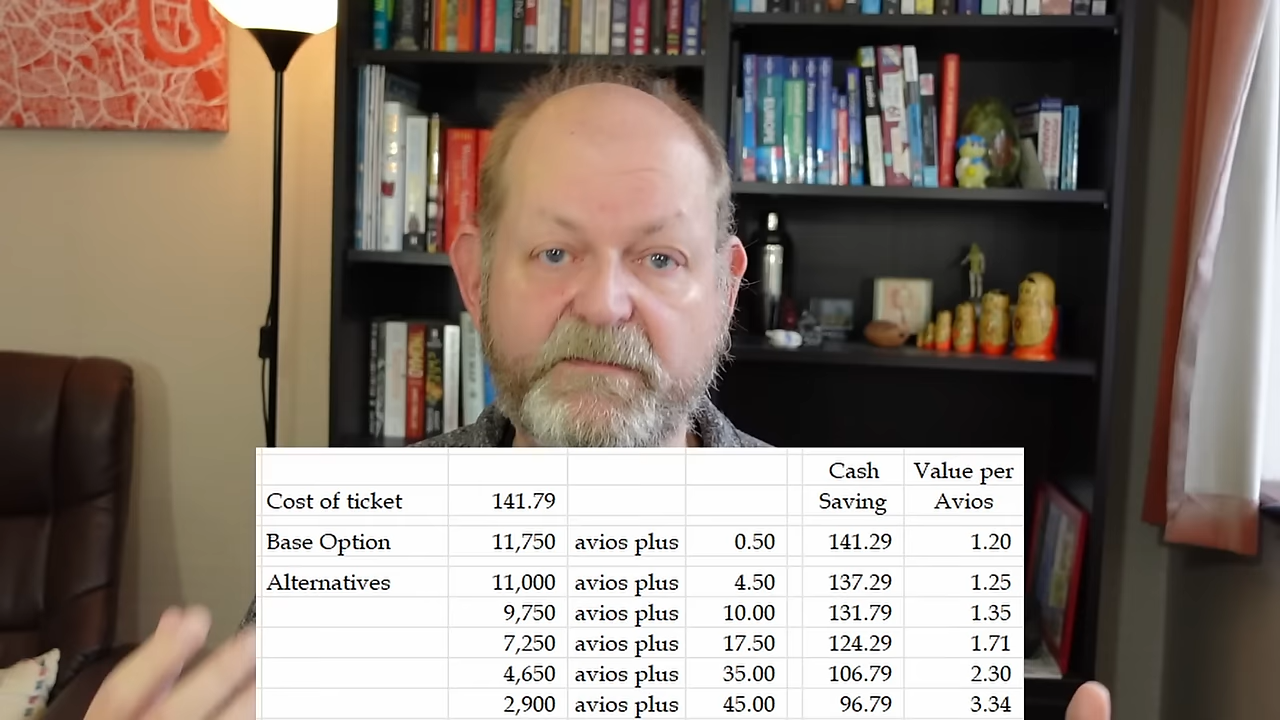 Cash Value per
Cost of ticket 141.79 Saving Avios
Base Option 11,750 avios plus 0.50 141.29 1.20
Alternatives 11,000 avios plus 4.50 137.29 1.25
9,750 avios plus 10.00 131.79 1.35
7,250 avios plus 17.50 124.29 1.71
4,650 avios plus 35.00 106.79 2.30
2,900 avios plus 45.00 96.79 3.34